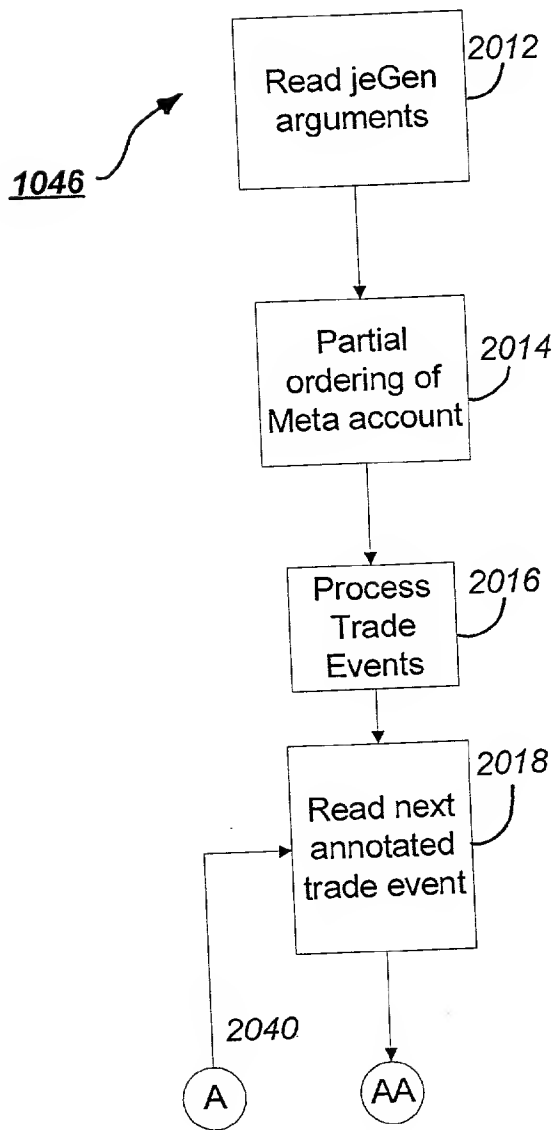 2012
Read jeGen
arguments
1046
Partial
ordering of
Meta account
2014
Process
Trade
Events
2016
2018
Read next
annotated
trade event
2040
A
AA